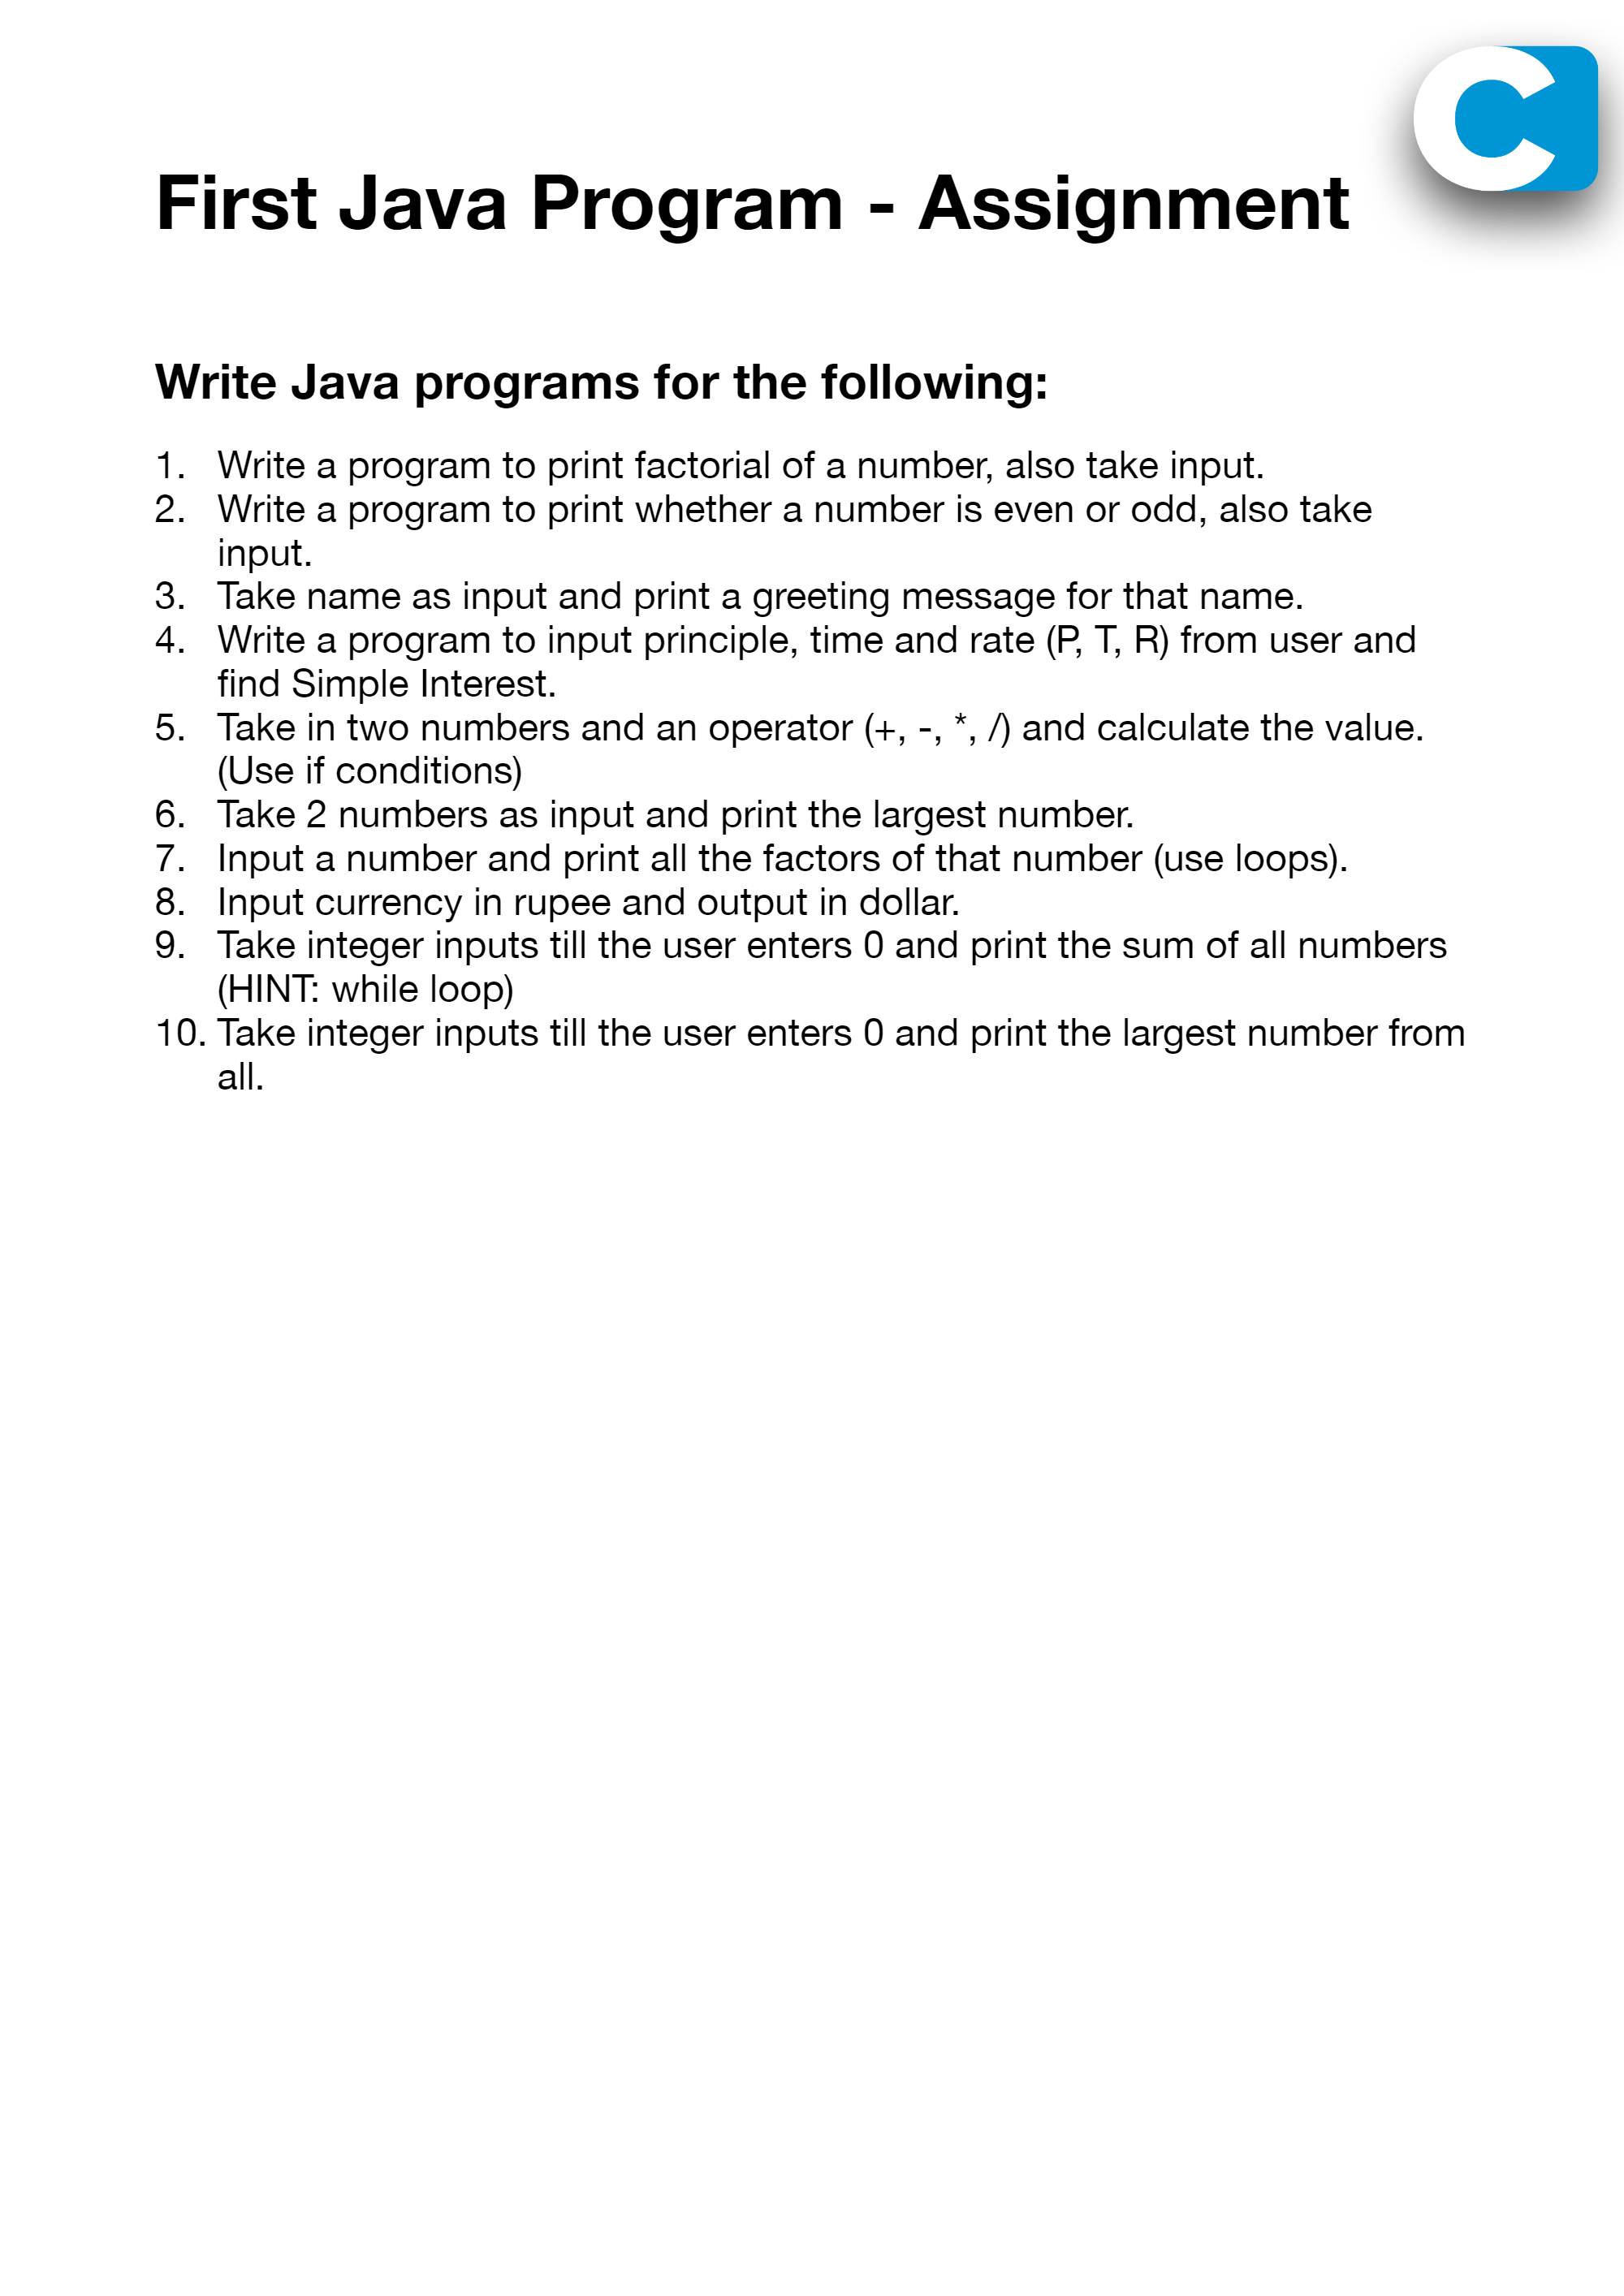 C
First Java Program - Assignment
Write Java programs for the following:
1. Write a program to print factorial of a number, also take input.
2. Write a program to print whether a number is even or odd, also take
input.
3. Take name as input and print a greeting message for that name.
4. Write a program to input principle, time and rate (P, T, R) from user and
find Simple Interest.
5. Take in two numbers and an operator (+, -, *, /) and calculate the value.
(Use if conditions)
6. Take 2 numbers as input and print the largest number.
7. Input a number and print all the factors of that number (use loops).
8. Input currency in rupee and output in dollar.
9. Take integer inputs till the user enters 0 and print the sum of all numbers
(HINT: while loop)
10. Take integer inputs till the user enters 0 and print the largest number from
all.